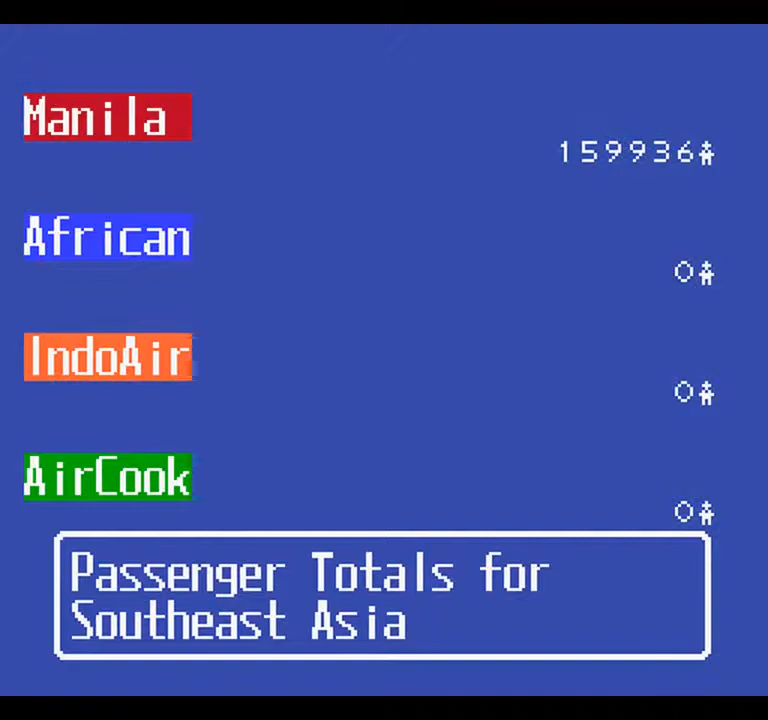 Manila
159936
African
0
IndoAir
0
AirCook
0
Passenger Totals for
Southeast Asia